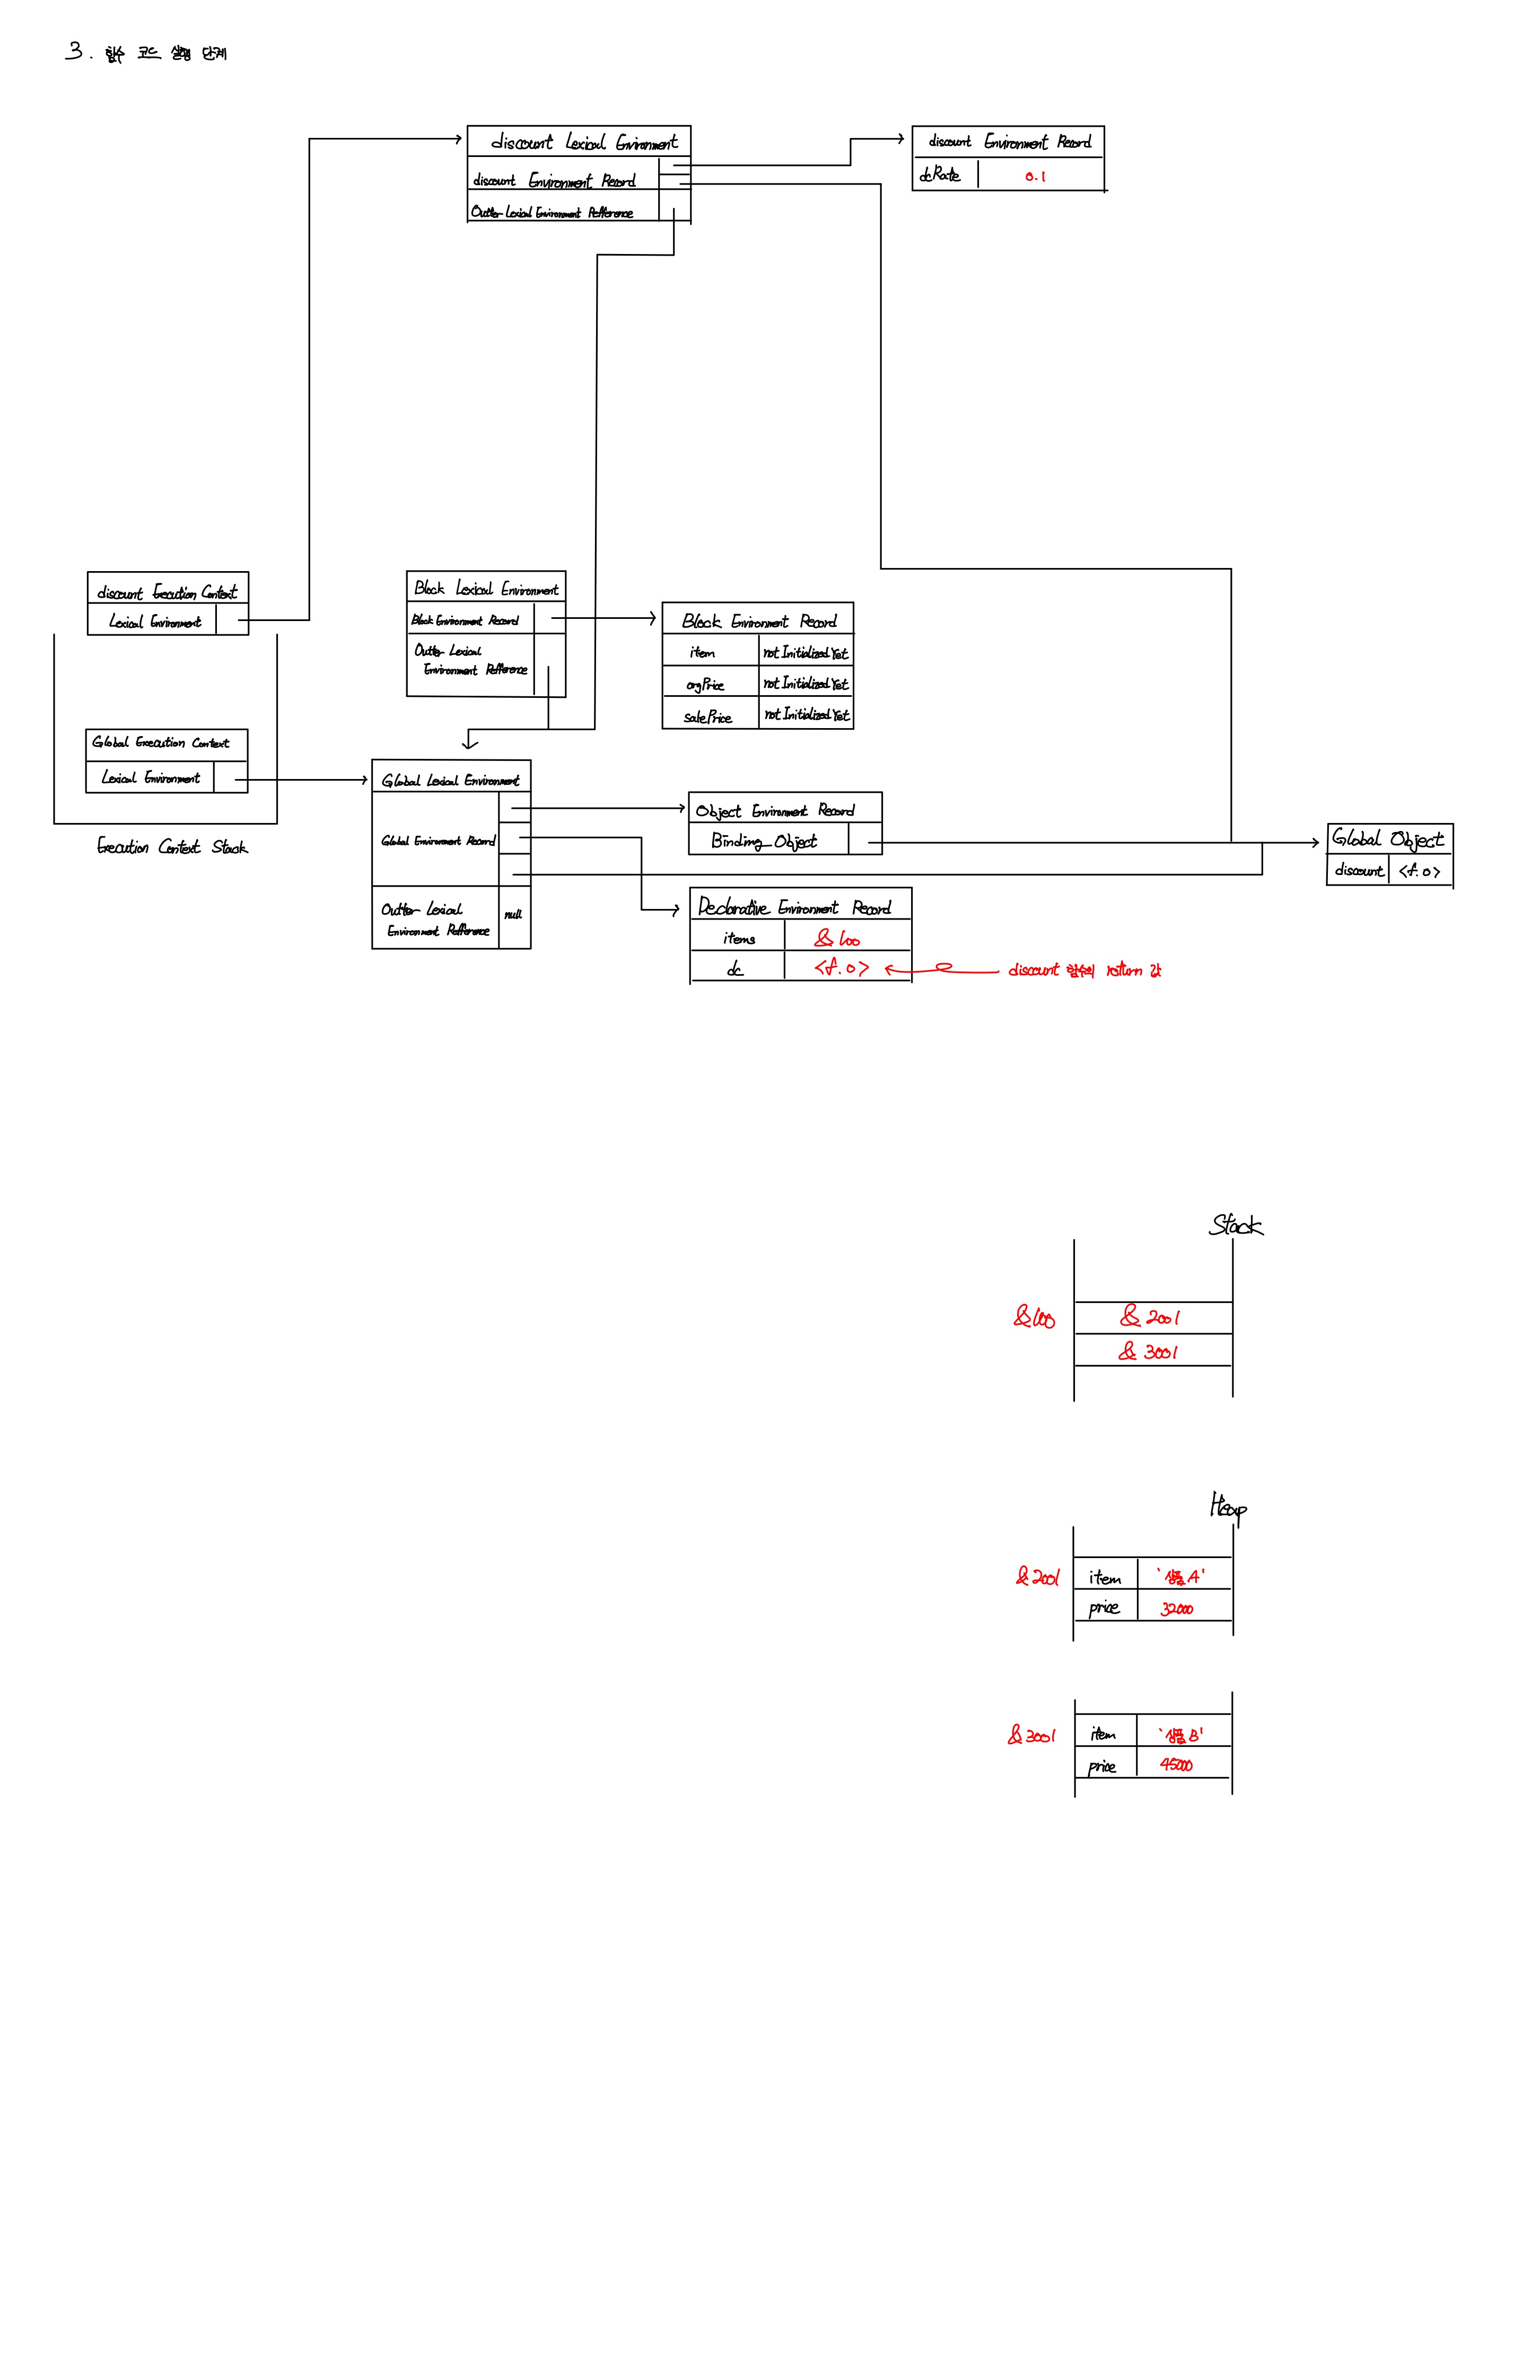 3. 함수 코드 실행 단계
discount Lexical Environment
discount Environment Record
Outter Lexical Environment Refference
discount Environment Record
dcRate 0.1
discount Execution Context
Lexical Environment
Global Execution Context
Lexical Environment
Execution Context Stack
Block Lexical Environment
Block Environment Record
Outter Lexical
Environment Refference
Block Environment Record
item not Initialized Yet
orgPrice not Initialized Yet
salePrice not Initialized Yet
Global Lexical Environment
Global Environment Record
Outter Lexical
Environment Refference
null
Object Environment Record
Binding_Object
Declarative Environment Record
items & 100
dc <f.o>
discount 함수의 return 값
Global Object
discount <f.o>
Stack
&100 & 2001
& 3001
Heap
&2001 item '상품A'
price 32000
&3001 item '상품B'
price 45000